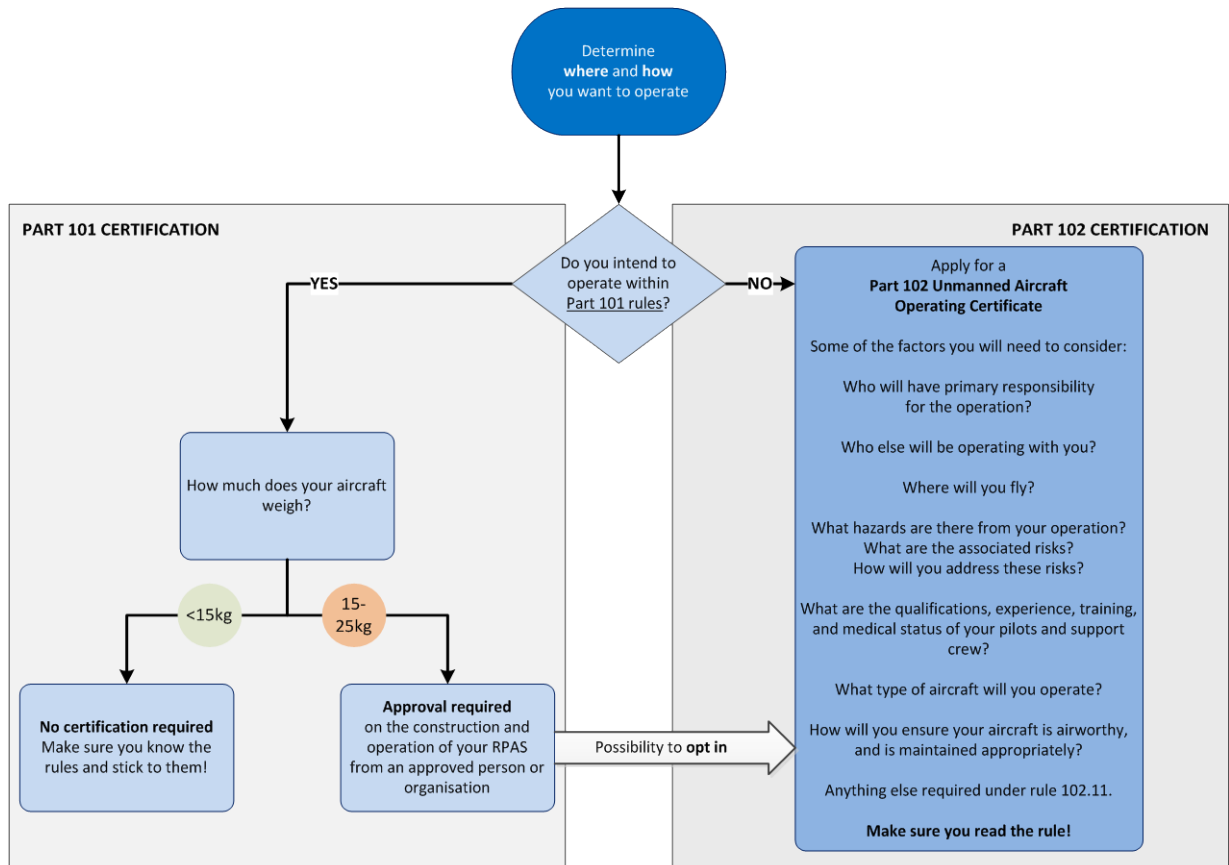 Determine
where and how
you want to operate
PART 101 CERTIFICATION
PART 102 CERTIFICATION
Do you intend to
operate within
Part 101 rules?
YES
NO
How much does your aircraft
weigh?
<15kg
15-
25kg
No certification required
Make sure you know the
rules and stick to them!
Approval required
on the construction and
operation of your RPAS
from an approved person or
organisation
Possibility to opt in
Apply for a
Part 102 Unmanned Aircraft
Operating Certificate
Some of the factors you will need to consider:
Who will have primary responsibility
for the operation?
Who else will be operating with you?
Where will you fly?
What hazards are there from your operation?
What are the associated risks?
How will you address these risks?
What are the qualifications, experience, training,
and medical status of your pilots and support
crew?
What type of aircraft will you operate?
How will you ensure your aircraft is airworthy,
and is maintained appropriately?
Anything else required under rule 102.11.
Make sure you read the rule!